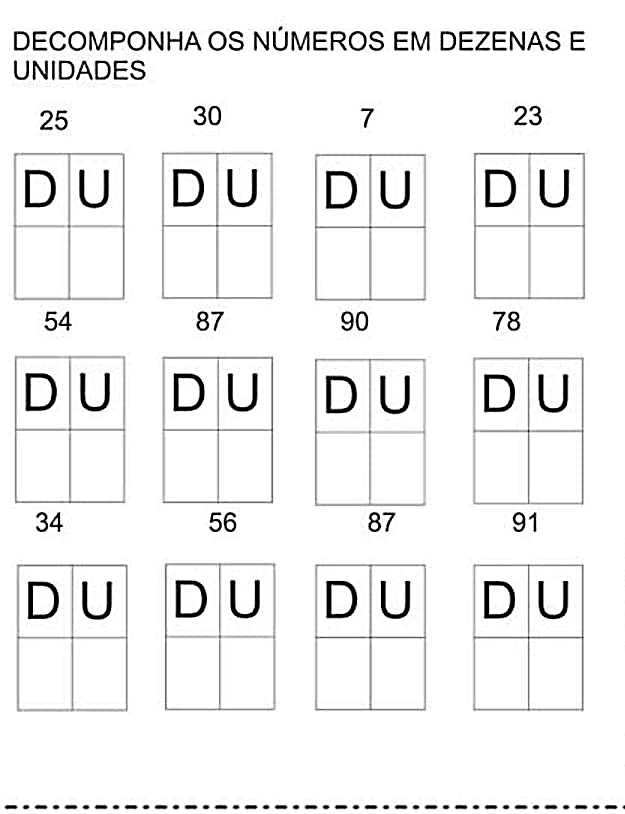 DECOMPONHA OS NÚMEROS EM DEZENAS E
UNIDADES
25 30 7 23
D U D U D U D U
54 87 90 78
D U D U D U D U
34 56 87 91
D U D U D U D U